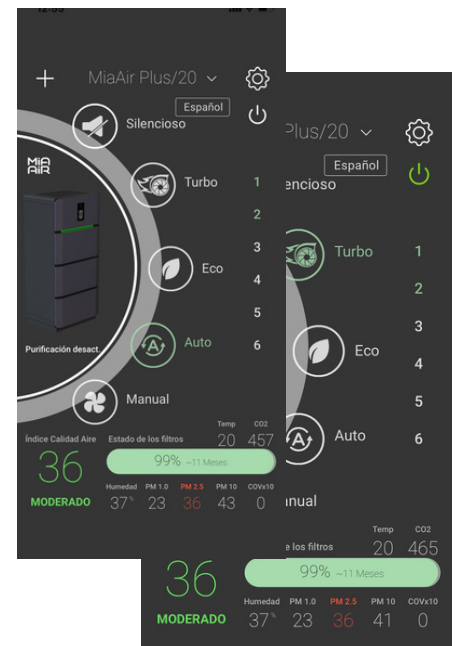 12:55
MiaAir Plus/20
Español
Silencioso
MiA
AiR
Turbo
1
2
Eco
3
4
5
Purificación desact.
Auto
6
Manual
Índice Calidad Aire
Estado de los filtros
Temp
CO2
20
457
36
99% ~11 Meses
MODERADO
Humedad
PM 1.0
PM 2.5
PM 10
COVx10
37%
23
36
43
0
Plus/20
Español
encioso
Turbo
1
2
3
Eco
4
5
Auto
6
anual
e los filtros
Temp
CO2
20
465
36
99% ~11 Meses
MODERADO
Humedad
PM 1.0
PM 2.5
PM 10
COVx10
37%
23
36
41
0